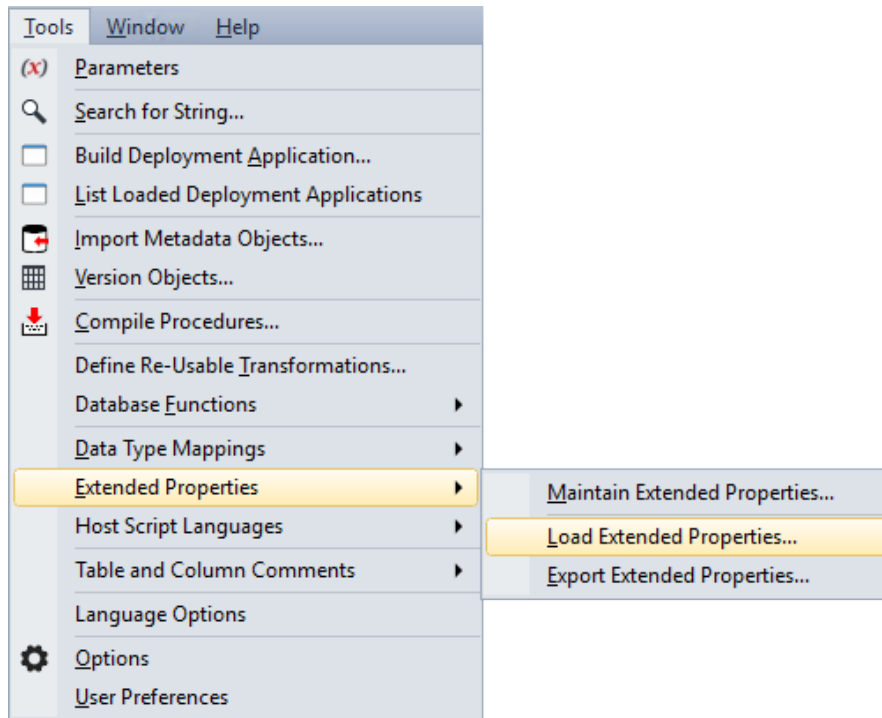 Tools Window Help
(x) Parameters
Search for String...
Build Deployment Application...
List Loaded Deployment Applications
Import Metadata Objects...
Version Objects...
Compile Procedures...
Define Re-Usable Transformations...
Database Functions
Data Type Mappings
Extended Properties
Maintain Extended Properties...
Load Extended Properties...
Export Extended Properties...
Host Script Languages
Table and Column Comments
Language Options
Options
User Preferences